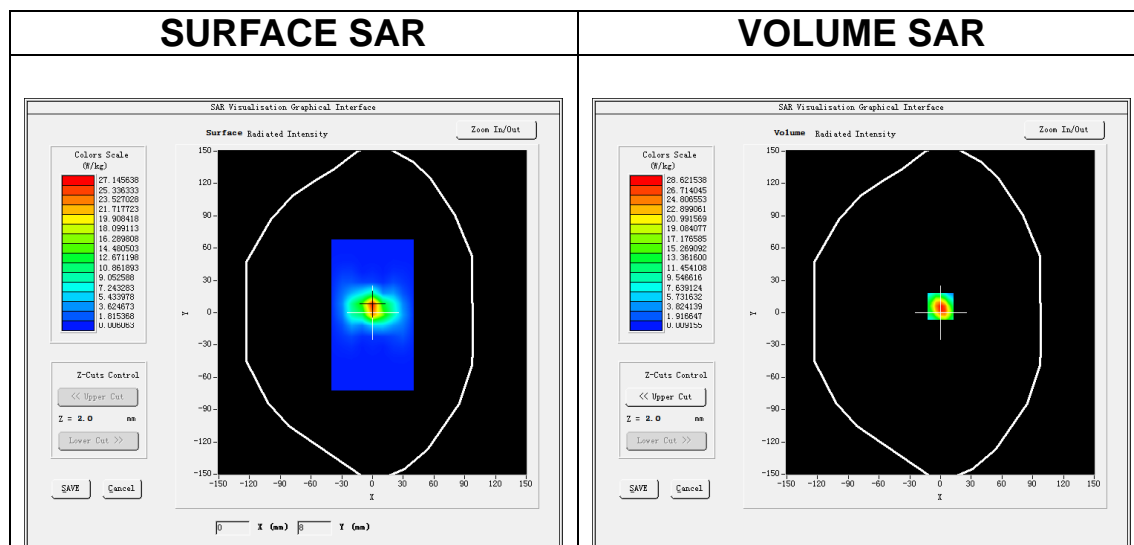 SURFACE SAR
VOLUME SAR
SAR Visualisation Graphical Interface
Surface Radiated Intensity
Zoom In/Out
Colors Scale
(W/kg)
27.145638
25.336333
23.527028
21.717723
19.908418
18.099113
16.289808
14.480503
12.671198
10.861893
9.052588
7.243283
5.433978
3.624673
1.815368
0.006063
150
120
90
60
30
0
-30
-60
-90
-120
-150
Y
-150 -120 -90 -60 -30 0 30 60 90 120 150
X
Z-Cuts Control
<< Upper Cut
Z = 2.0 mm
Lower Cut >>
SAVE Cancel
0 X (mm) 8 Y (mm)
SAR Visualisation Graphical Interface
Volume Radiated Intensity
Zoom In/Out
Colors Scale
(W/kg)
28.621538
26.714045
24.806553
22.899061
20.991569
19.084077
17.176585
15.269092
13.361600
11.454108
9.546616
7.639124
5.731632
3.824139
1.916647
0.009155
150
120
90
60
30
0
-30
-60
-90
-120
-150
Y
-150 -120 -90 -60 -30 0 30 60 90 120 150
X
Z-Cuts Control
<< Upper Cut
Z = 2.0 mm
Lower Cut >>
SAVE Cancel